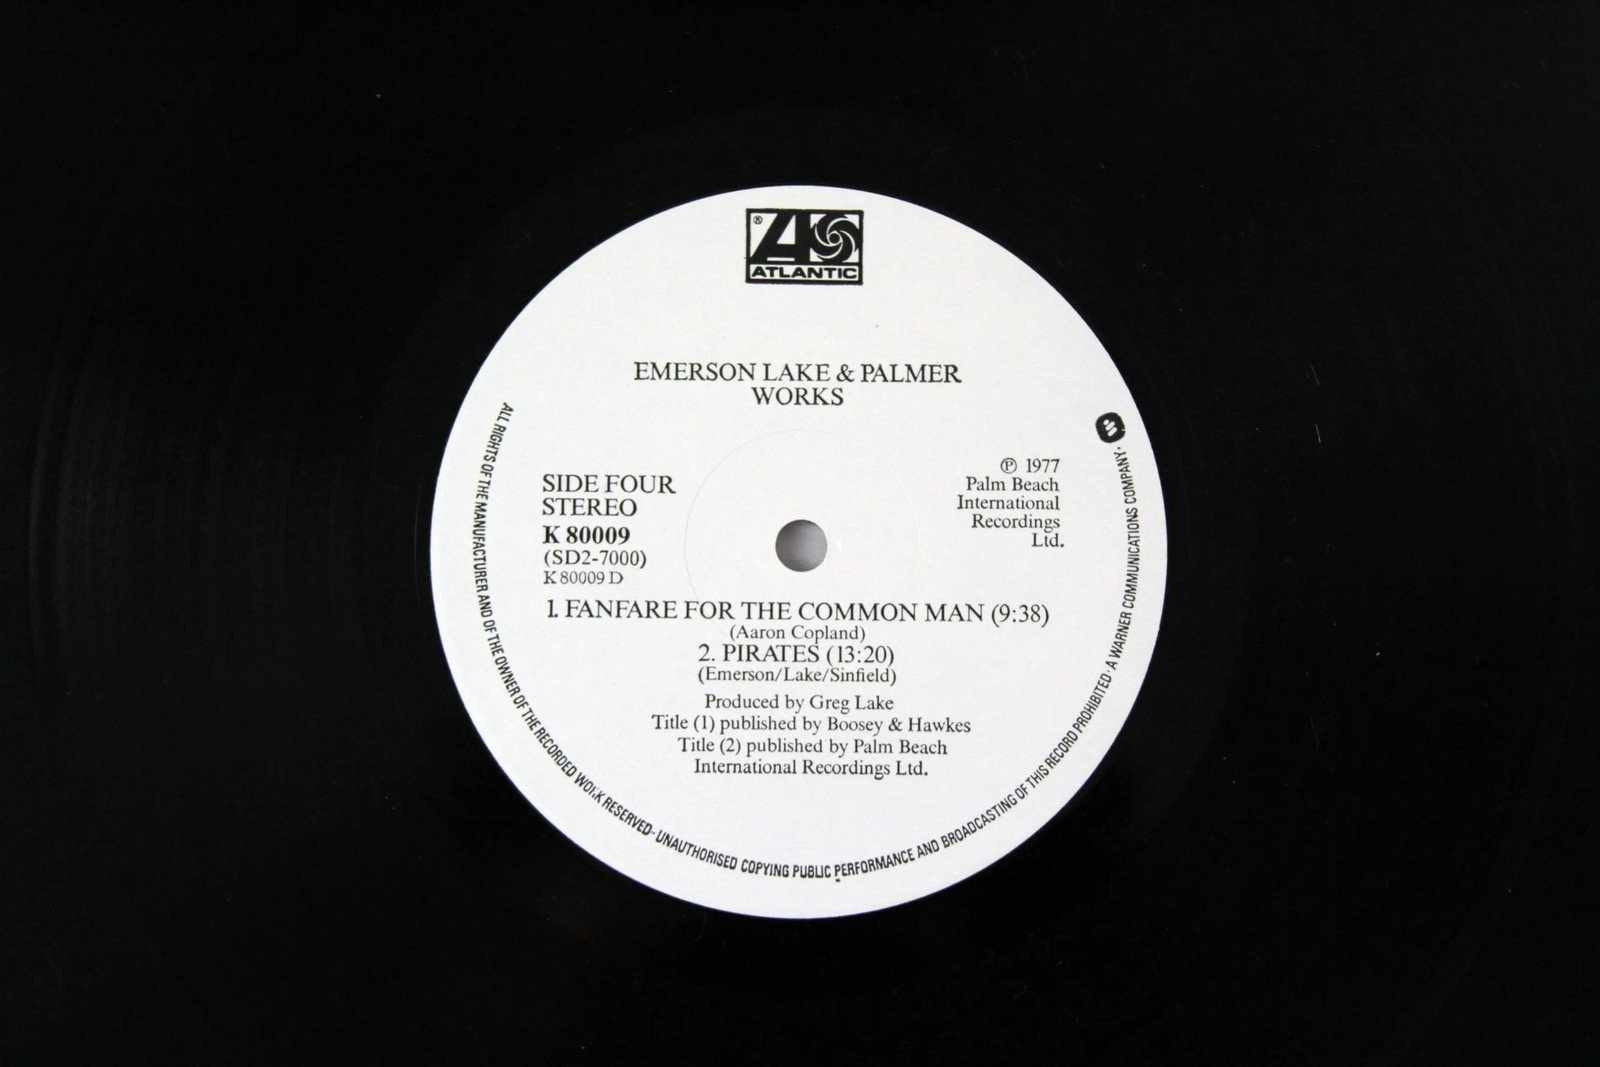 ® ATLANTIC
EMERSON LAKE & PALMER
WORKS
SIDE FOUR
STEREO
K 80009
(SD2-7000)
K 80009 D
℗ 1977
Palm Beach
International
Recordings
Ltd.
1. FANFARE FOR THE COMMON MAN (9:38)
(Aaron Copland)
2. PIRATES (13:20)
(Emerson/Lake/Sinfield)
Produced by Greg Lake
Title (1) published by Boosey & Hawkes
Title (2) published by Palm Beach
International Recordings Ltd.
ALL RIGHTS OF THE MANUFACTURER AND OF THE OWNER OF THE RECORDED WORK RESERVED · UNAUTHORISED COPYING PUBLIC PERFORMANCE AND BROADCASTING OF THIS RECORD PROHIBITED · A WARNER COMMUNICATIONS COMPANY.